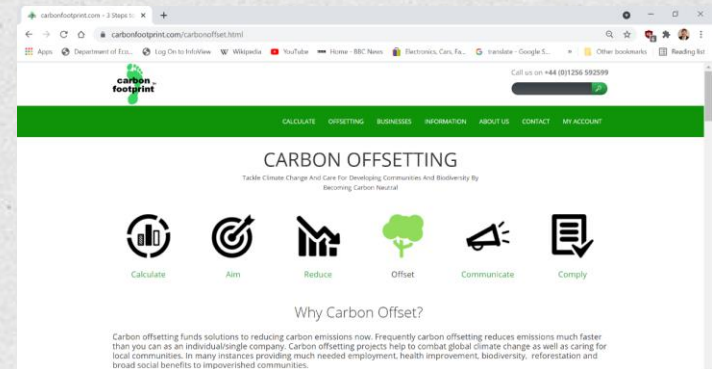 carbonfootprint.com - 3 Steps to
carbonfootprint.com/carbonoffset.html
Apps Department of Eco... Log On to InfoView Wikipedia YouTube Home - BBC News Electronics, Cars, Fa... translate - Google S... » Other bookmarks Reading list
carbon footprint™
Call us on +44 (0)1256 592599
CALCULATE OFFSETTING BUSINESSES INFORMATION ABOUT US CONTACT MY ACCOUNT
CARBON OFFSETTING
Tackle Climate Change And Care For Developing Communities And Biodiversity By
Becoming Carbon Neutral
Calculate Aim Reduce Offset Communicate Comply
Why Carbon Offset?
Carbon offsetting funds solutions to reducing carbon emissions now. Frequently carbon offsetting reduces emissions much faster
than you can as an individual/single company. Carbon offsetting projects help to combat global climate change as well as caring for
local communities. In many instances providing much needed employment, health improvement, biodiversity, reforestation and
broad social benefits to impoverished communities.